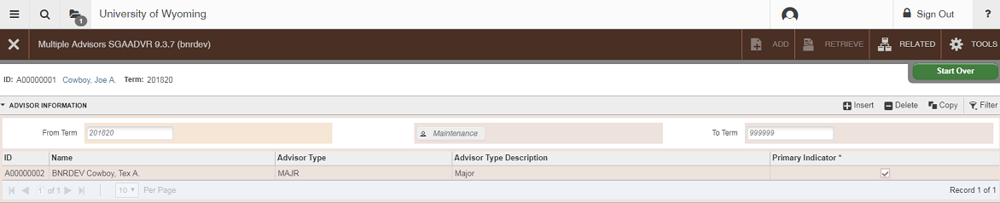 University of Wyoming
1
Sign Out
?
Multiple Advisors SGAADVR 9.3.7 (bnrdev)
ADD
RETRIEVE
RELATED
TOOLS
ID: A00000001 Cowboy, Joe A. Term: 201820
Start Over
ADVISOR INFORMATION
Insert
Delete
Copy
Filter
From Term 201820
Maintenance
To Term 999999
ID Name Advisor Type Advisor Type Description Primary Indicator *
A00000002 BNRDEV Cowboy, Tex A. MAJR Major
1 of 1
10 Per Page
Record 1 of 1